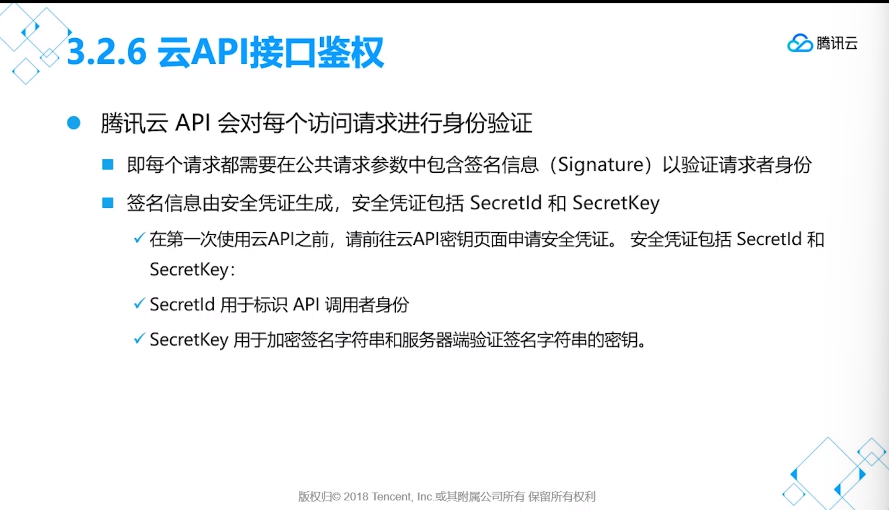 3.2.6 云API接口鉴权
腾讯云
腾讯云 API 会对每个访问请求进行身份验证
即每个请求都需要在公共请求参数中包含签名信息（Signature）以验证请求者身份
签名信息由安全凭证生成，安全凭证包括 SecretId 和 SecretKey
在第一次使用云API之前，请前往云API密钥页面申请安全凭证。 安全凭证包括 SecretId 和
SecretKey：
SecretId 用于标识 API 调用者身份
SecretKey 用于加密签名字符串和服务器端验证签名字符串的密钥。
版权归© 2018 Tencent, Inc.或其附属公司所有 保留所有权利